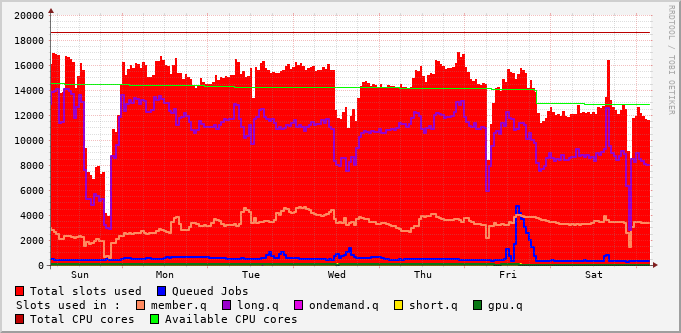 20000
18000
16000
14000
12000
10000
8000
6000
4000
2000
0
Sun Mon Tue Wed Thu Fri Sat
RRDTOOL / TOBI OETIKER
Total slots used Queued Jobs
Slots used in : member.q long.q ondemand.q short.q gpu.q
Total CPU cores Available CPU cores